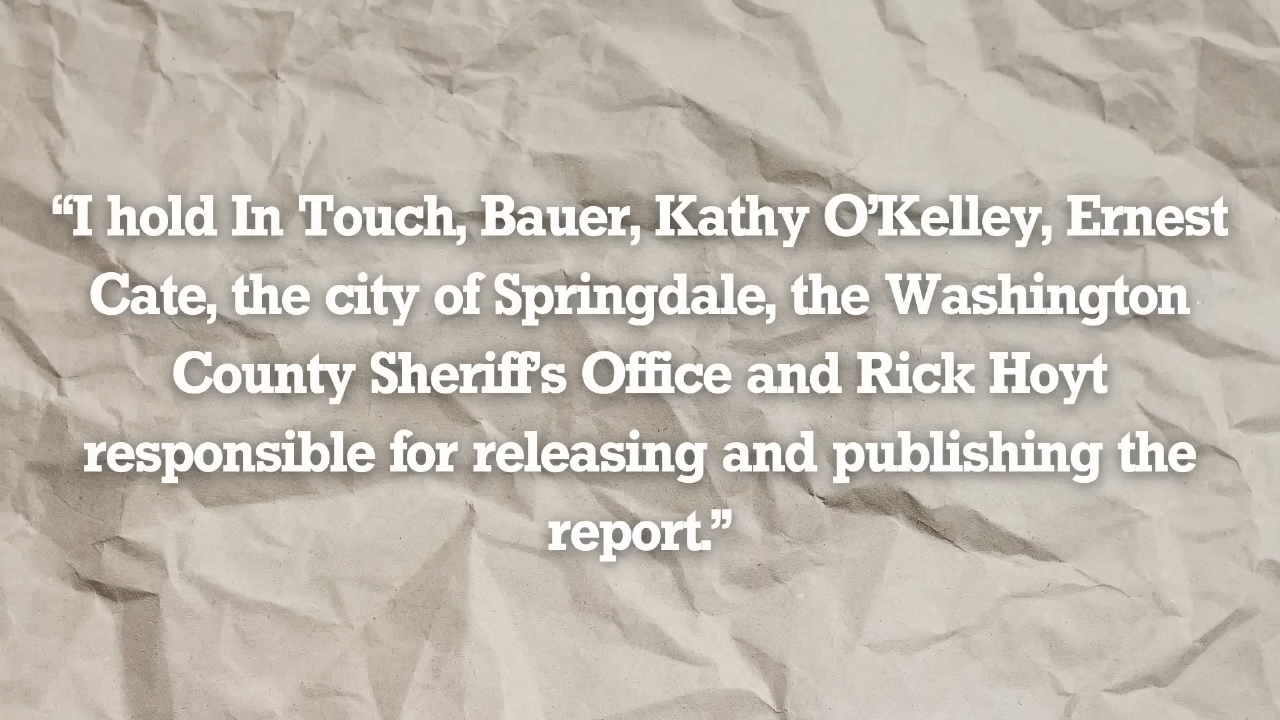 “I hold In Touch, Bauer, Kathy O’Kelley, Ernest
Cate, the city of Springdale, the Washington
County Sheriff’s Office and Rick Hoyt
responsible for releasing and publishing the
report.”